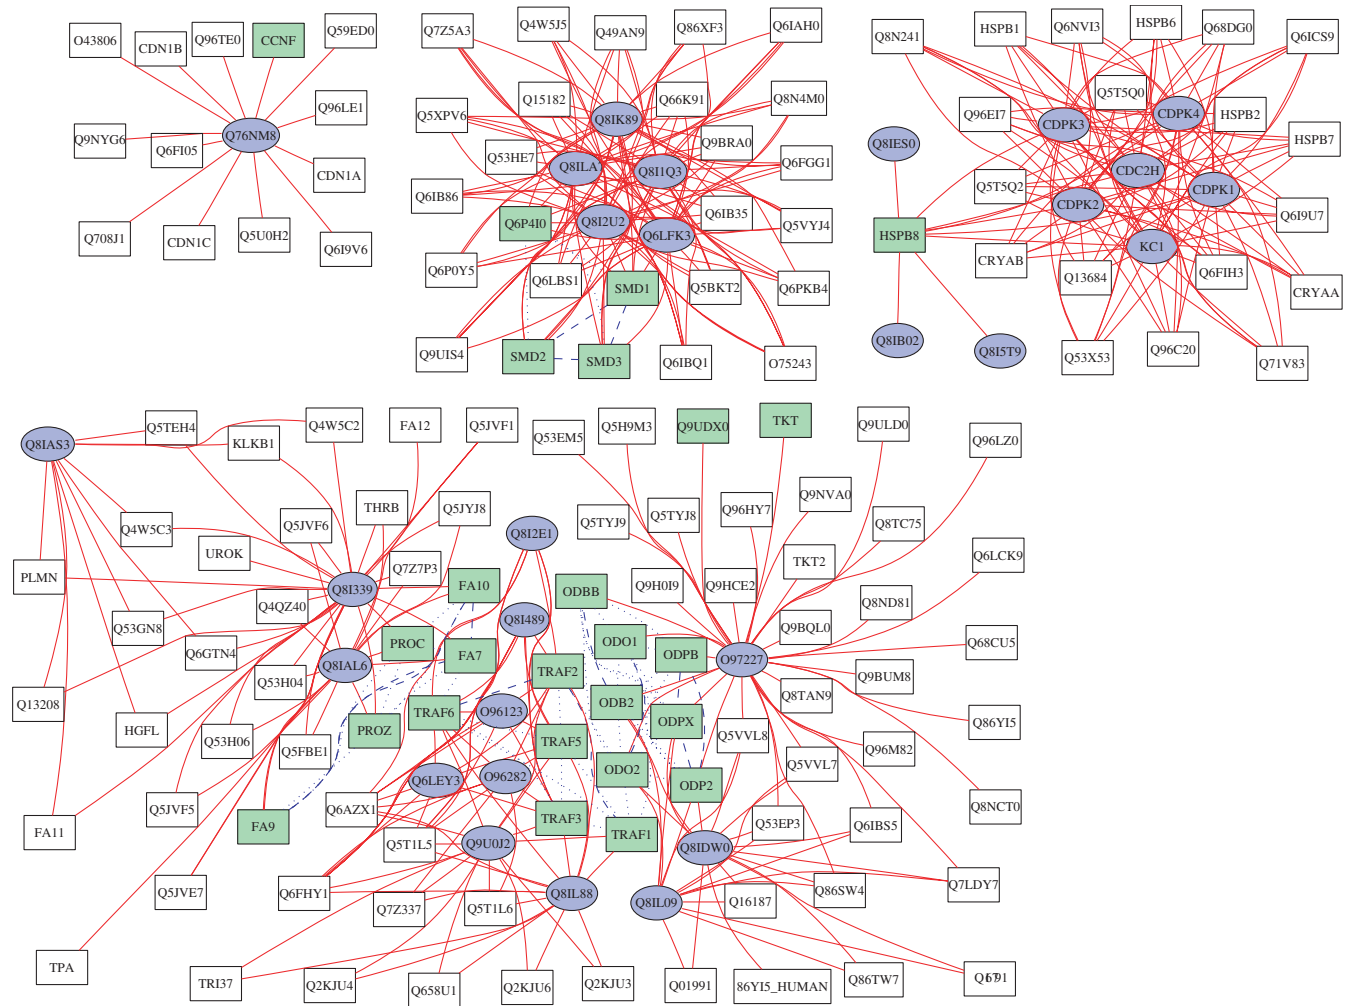 O43806
CDN1B
Q96TE0
CCNF
Q59ED0
Q96LE1
Q76NM8
Q9NYG6
Q6FI05
CDN1A
Q708J1
CDN1C
Q5U0H2
Q6I9V6
Q7Z5A3
Q4W5J5
Q49AN9
Q86XF3
Q6IAH0
Q15182
Q66K91
Q8N4M0
Q5XPV6
Q8IK89
Q9BRA0
Q53HE7
Q8ILA
Q8I1Q3
Q6FGG1
Q6IB86
Q6P4I0
Q8I2U2
Q6LFK3
Q6IB35
Q5VYJ4
Q6P0Y5
Q6LBS1
SMD1
Q5BKT2
Q6PKB4
Q9UIS4
SMD2
SMD3
Q6IBQ1
O75243
Q8N241
HSPB1
Q6NVI3
HSPB6
Q68DG0
Q6ICS9
Q5T5Q0
Q96EI7
CDPK3
CDPK4
HSPB2
HSPB7
Q8IES0
CDC2H
Q5T5Q2
CDPK2
CDPK1
Q6I9U7
HSPB8
CRYAB
KC1
Q13684
Q6FIH3
CRYAA
Q8IB02
Q8I5T9
Q53X53
Q96C20
Q71V83
Q8IAS3
Q5TEH4
KLKB1
Q4W5C2
FA12
Q5JVF1
Q53EM5
Q5H9M3
Q9UDX0
TKT
Q9ULD0
Q96LZ0
Q4W5C3
Q5JVF6
THRB
Q5JYJ8
Q8I2E1
Q5TYJ9
Q5TYJ8
Q96HY7
Q9NVA0
Q8TC75
UROK
PLMN
Q8I339
Q7Z7P3
FA10
ODBB
Q9H0I9
Q9HCE2
TKT2
Q6LCK9
Q4QZ40
Q53GN8
Q8I489
Q8ND81
Q6GTN4
PROC
FA7
ODO1
ODPB
Q9BQL0
Q68CU5
Q8IAL6
Q53H04
TRAF2
O97227
Q9BUM8
Q13208
HGFL
PROZ
TRAF6
O96123
ODB2
ODPX
Q8TAN9
Q86YI5
Q53H06
Q5FBE1
TRAF5
Q5VVL8
Q96M82
Q6LEY3
O96282
ODO2
ODP2
Q5VVL7
Q8NCT0
Q5JVF5
Q6AZX1
FA11
FA9
TRAF3
TRAF1
Q53EP3
Q6IBS5
Q5T1L5
Q9U0J2
Q8IDW0
Q5JVE7
Q6FHY1
Q7Z337
Q5T1L6
Q8IL88
Q8IL09
Q16187
Q86SW4
Q7LDY7
TPA
TRI37
Q2KJU4
Q658U1
Q2KJU6
Q2KJU3
Q01991
86YI5_HUMAN
Q86TW7